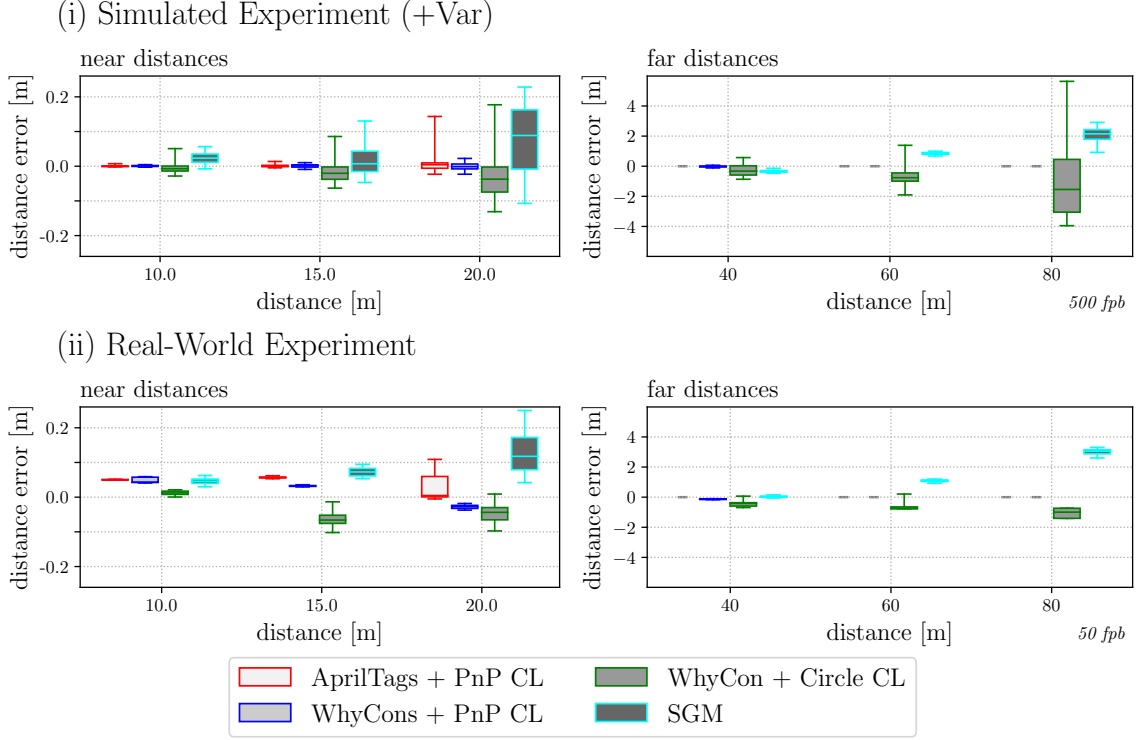 (i) Simulated Experiment (+Var)
near distances
distance error [m]
0.2
0.0
-0.2
10.0 15.0 20.0
distance [m]
far distances
distance error [m]
4
2
0
−2
−4
40 60 80
distance [m]
500 fpb
(ii) Real-World Experiment
near distances
distance error [m]
0.2
0.0
-0.2
10.0 15.0 20.0
distance [m]
far distances
distance error [m]
4
2
0
−2
−4
40 60 80
distance [m]
50 fpb
AprilTags + PnP CL
WhyCons + PnP CL
WhyCon + Circle CL
SGM